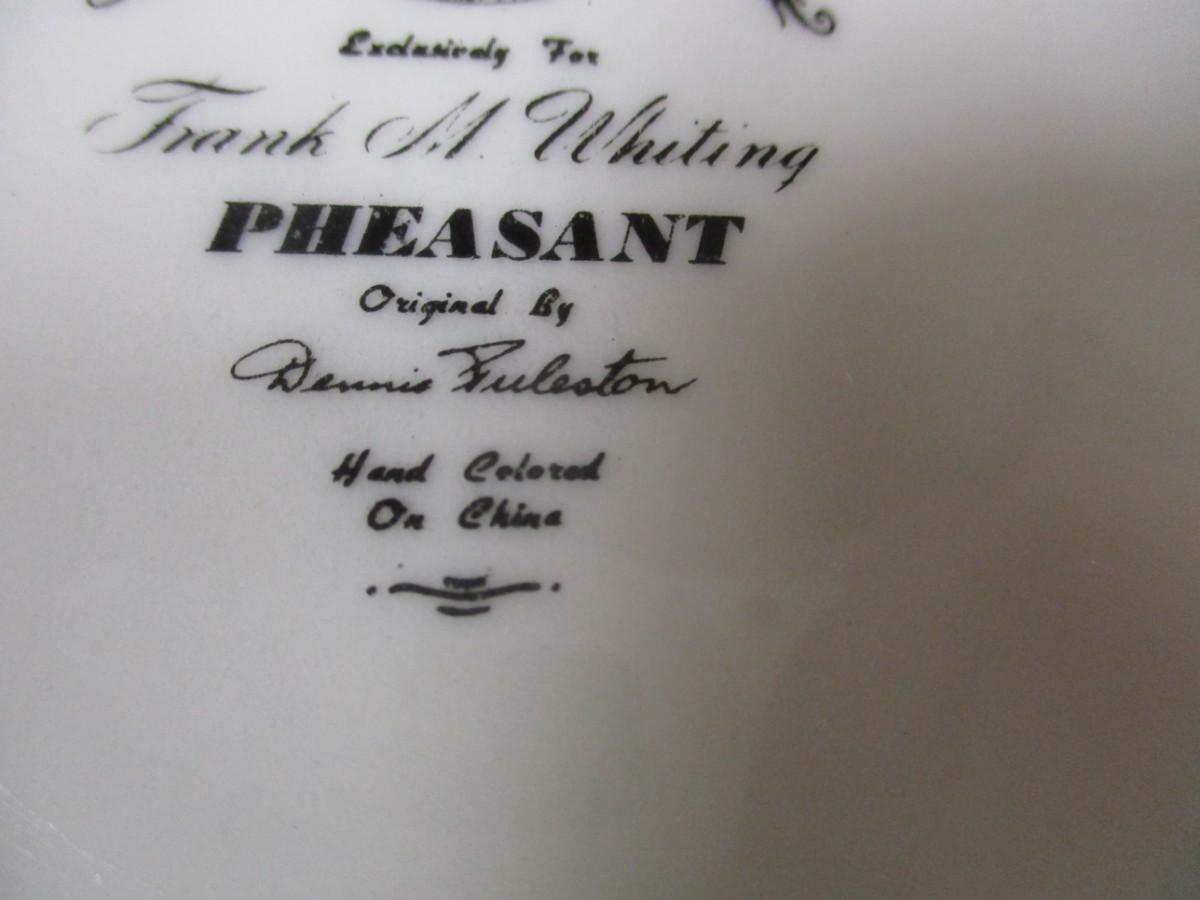 Exclusively For
Frank M. Whiting
PHEASANT
Original By
Dennis Puleston
Hand Colored
On China